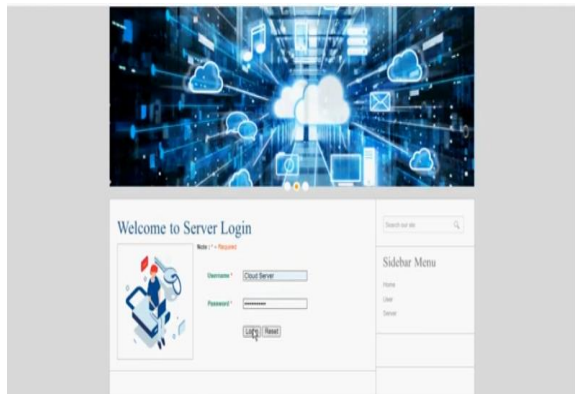 Welcome to Server Login
Note : * = Required
Username * Cloud Server
Password * ••••••••••
Login Reset
Search our site
Sidebar Menu
Home
User
Server